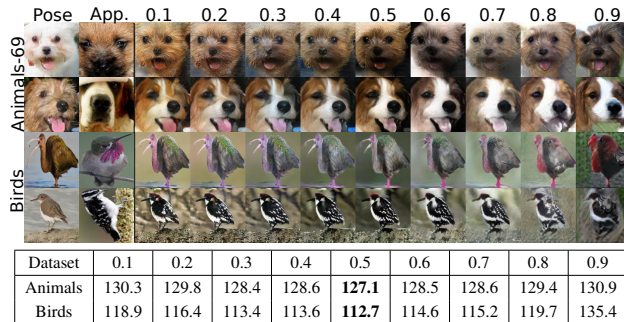 Pose App. 0.1 0.2 0.3 0.4 0.5 0.6 0.7 0.8 0.9
Animals-69
Birds
Dataset 0.1 0.2 0.3 0.4 0.5 0.6 0.7 0.8 0.9
Animals 130.3 129.8 128.4 128.6 127.1 128.5 128.6 129.4 130.9
Birds 118.9 116.4 113.4 113.6 112.7 114.6 115.2 119.7 135.4